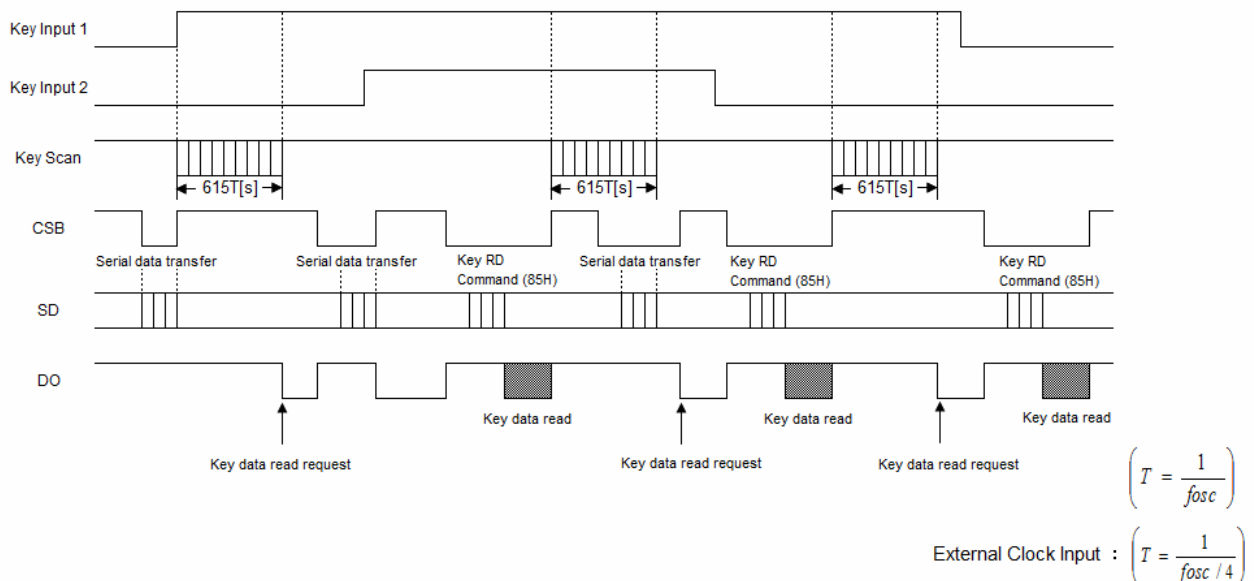 Key Input 1
Key Input 2
Key Scan
615T[s]
615T[s]
615T[s]
CSB
Serial data transfer
Serial data transfer
Key RD
Command (85H)
Serial data transfer
Key RD
Command (85H)
Key RD
Command (85H)
SD
DO
Key data read
Key data read
Key data read
Key data read request
Key data read request
Key data read request
(T = 1/fosc)
External Clock Input : (T = 1/(fosc / 4))